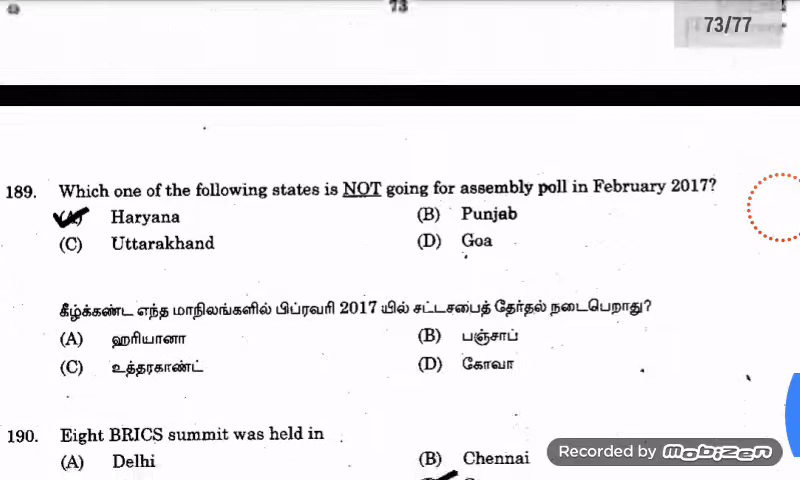 73
73/77
189. Which one of the following states is NOT going for assembly poll in February 2017?
(A) Haryana (B) Punjab
(C) Uttarakhand (D) Goa
கீழ்க்கண்ட எந்த மாநிலங்களில் பிப்ரவரி 2017 யில் சட்டசபைத் தேர்தல் நடைபெறாது?
(A) ஹரியானா (B) பஞ்சாப்
(C) உத்தரகாண்ட் (D) கோவா
190. Eight BRICS summit was held in
(A) Delhi (B) Chennai
Recorded by mobizen